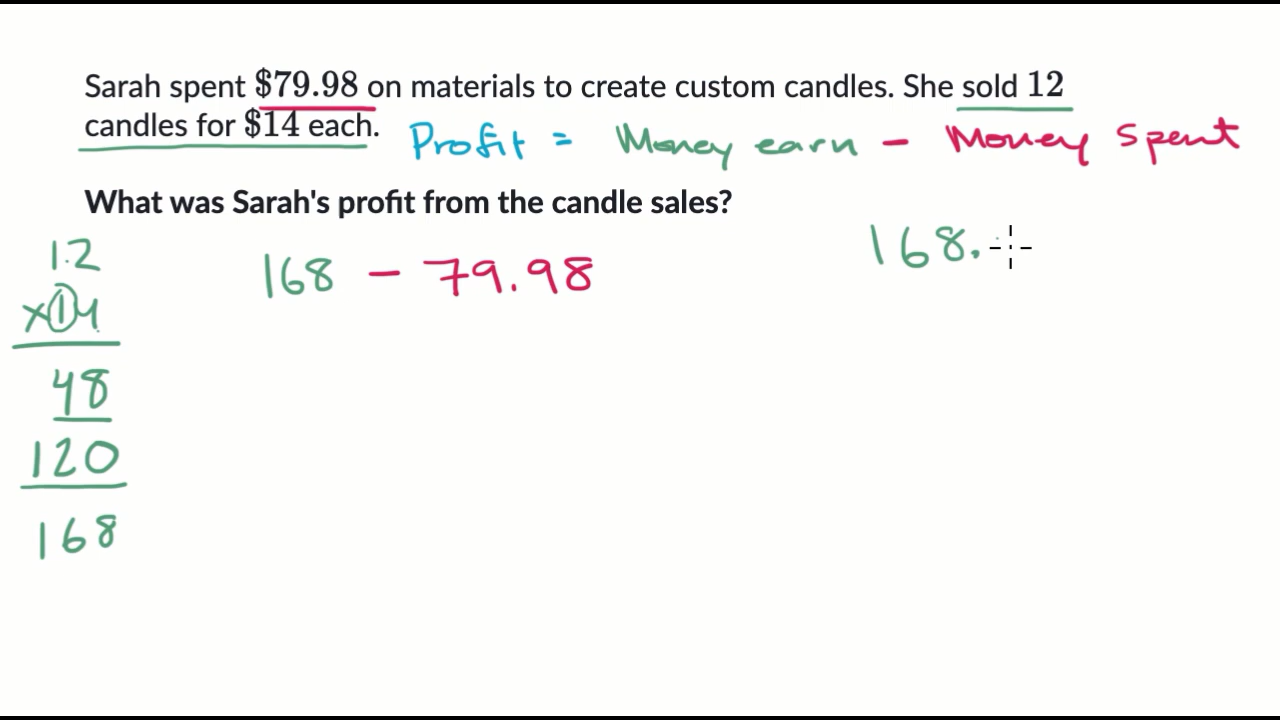 Sarah spent $79.98 on materials to create custom candles. She sold 12
candles for $14 each. Profit = Money earn - Money Spent
What was Sarah's profit from the candle sales?
12
168 - 79.98
168.
x14
48
120
168